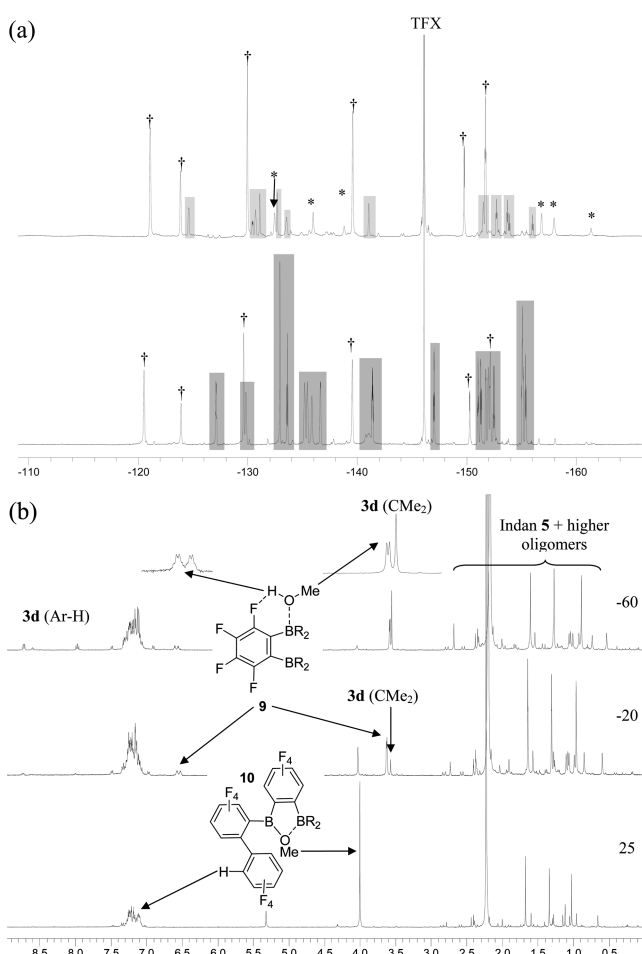 (a)
TFX
† † † * * * † † † * * *
† † † † † †
-110 -120 -130 -140 -150 -160
(b)
3d (CMe2)
Indan 5 + higher
oligomers
3d (Ar-H)
H
O
Me
F
F
BR2
F
BR2
F
-60
9
3d (CMe2)
-20
10
F4
F4
B
BR2
O
Me
H
F4
25
8.5 8.0 7.5 7.0 6.5 6.0 5.5 5.0 4.5 4.0 3.5 3.0 2.5 2.0 1.5 1.0 0.5